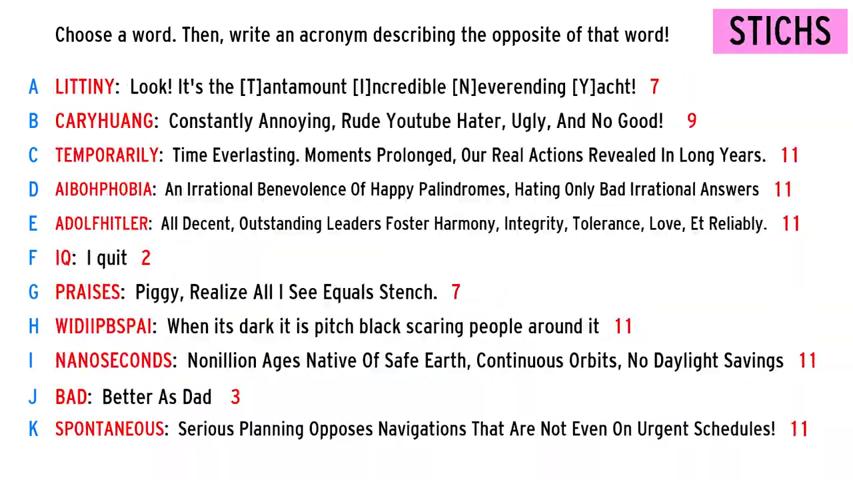 Choose a word. Then, write an acronym describing the opposite of that word!
STICHS
A LITTINY: Look! It's the [T]antamount [I]ncredible [N]everending [Y]acht! 7
B CARYHUANG: Constantly Annoying, Rude Youtube Hater, Ugly, And No Good! 9
C TEMPORARILY: Time Everlasting. Moments Prolonged, Our Real Actions Revealed In Long Years. 11
D AIBOHPHOBIA: An Irrational Benevolence Of Happy Palindromes, Hating Only Bad Irrational Answers 11
E ADOLFHITLER: All Decent, Outstanding Leaders Foster Harmony, Integrity, Tolerance, Love, Et Reliably. 11
F IQ: I quit 2
G PRAISES: Piggy, Realize All I See Equals Stench. 7
H WIDIIPBSPAI: When its dark it is pitch black scaring people around it 11
I NANOSECONDS: Nonillion Ages Native Of Safe Earth, Continuous Orbits, No Daylight Savings 11
J BAD: Better As Dad 3
K SPONTANEOUS: Serious Planning Opposes Navigations That Are Not Even On Urgent Schedules! 11